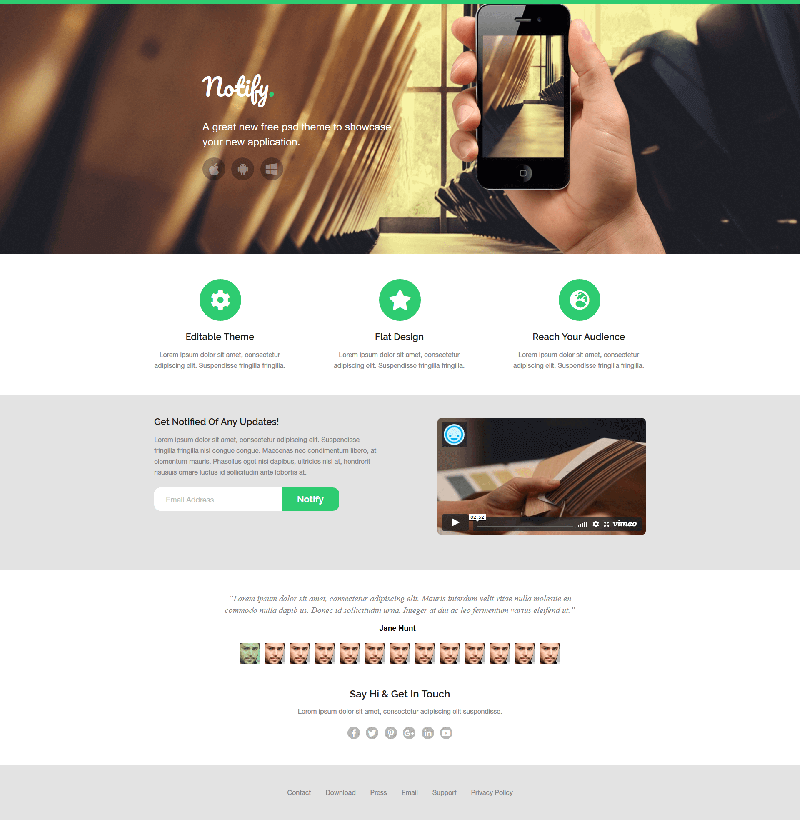 Notify.
A great new free psd theme to showcase
your new application.
Editable Theme
Flat Design
Reach Your Audience
Lorem ipsum dolor sit amet, consectetur
adipiscing elit. Suspendisse fringilla fringilla.
Lorem ipsum dolor sit amet, consectetur
adipiscing elit. Suspendisse fringilla fringilla.
Lorem ipsum dolor sit amet, consectetur
adipiscing elit. Suspendisse fringilla fringilla.
Get Notified Of Any Updates!
Lorem ipsum dolor sit amet, consectetur adipiscing elit. Suspendisse
fringilla fringilla nisl congue congue. Maecenas nec condimentum libero, at
elementum mauris. Phasellus eget nisi dapibus, ultricies nisl at, hendrerit
ornare luctus id sollicitudin ante lobortis at.
Email Address
Notify
vimeo
"Lorem ipsum dolor sit amet, consectetur adipiscing elit. Mauris interdum velit vitae nulla molestie eu
commodo nulla dapibus. Donec id sollicitudin urna. Integer at dui ac leo fermentum varius eleifend ut."
Jane Hunt
Say Hi & Get In Touch
Lorem ipsum dolor sit amet, consectetur adipiscing elit suspendisse.
Contact Download Press Email Support Privacy Policy